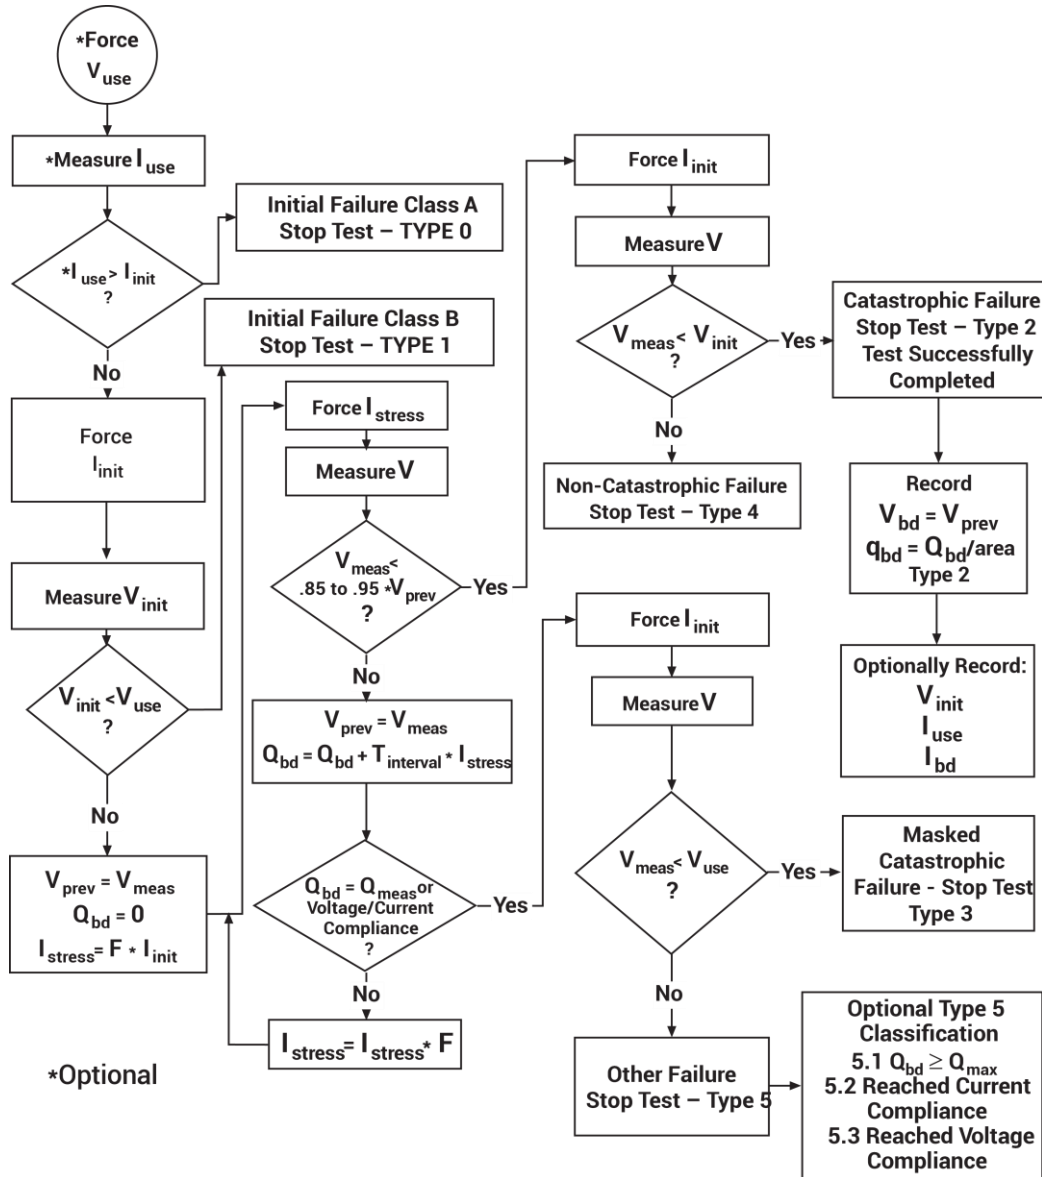 *Force
V_use
*Measure I_use
*I_use > I_init
?
Initial Failure Class A
Stop Test – TYPE 0
No
Force
I_init
Initial Failure Class B
Stop Test – TYPE 1
Measure V_init
V_init < V_use
?
No
V_prev = V_meas
Q_bd = 0
I_stress = F * I_init
Force I_stress
Measure V
V_meas <
.85 to .95 * V_prev
?
Yes
No
V_prev = V_meas
Q_bd = Q_bd + T_interval * I_stress
Q_bd = Q_meas or
Voltage/Current
Compliance
?
Yes
No
I_stress = I_stress * F
Force I_init
Measure V
V_meas < V_init
?
Yes
No
Non-Catastrophic Failure
Stop Test – Type 4
Catastrophic Failure
Stop Test – Type 2
Test Successfully
Completed
Record
V_bd = V_prev
q_bd = Q_bd/area
Type 2
Optionally Record:
V_init
I_use
I_bd
Force I_init
Measure V
V_meas < V_use
?
Yes
No
Masked
Catastrophic
Failure - Stop Test
Type 3
Other Failure
Stop Test – Type 5
Optional Type 5
Classification
5.1 Q_bd ≥ Q_max
5.2 Reached Current
Compliance
5.3 Reached Voltage
Compliance
*Optional